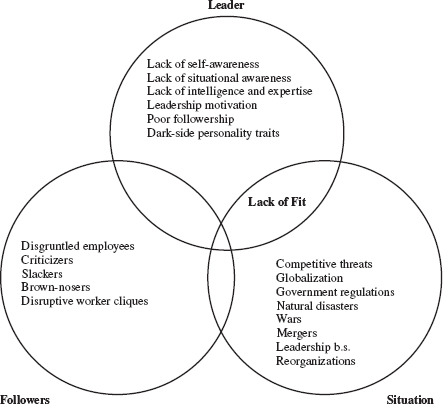 Leader
Lack of self-awareness
Lack of situational awareness
Lack of intelligence and expertise
Leadership motivation
Poor followership
Dark-side personality traits
Lack of Fit
Disgruntled employees
Criticizers
Slackers
Brown-nosers
Disruptive worker cliques
Competitive threats
Globalization
Government regulations
Natural disasters
Wars
Mergers
Leadership b.s.
Reorganizations
Followers
Situation